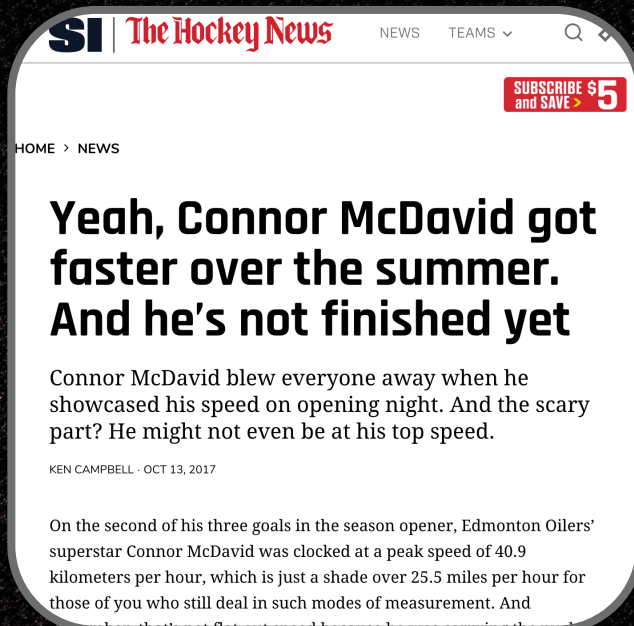 SI | The Hockey News NEWS TEAMS
SUBSCRIBE $5
and SAVE >
HOME > NEWS
Yeah, Connor McDavid got
faster over the summer.
And he's not finished yet
Connor McDavid blew everyone away when he
showcased his speed on opening night. And the scary
part? He might not even be at his top speed.
KEN CAMPBELL · OCT 13, 2017
On the second of his three goals in the season opener, Edmonton Oilers'
superstar Connor McDavid was clocked at a peak speed of 40.9
kilometers per hour, which is just a shade over 25.5 miles per hour for
those of you who still deal in such modes of measurement. And